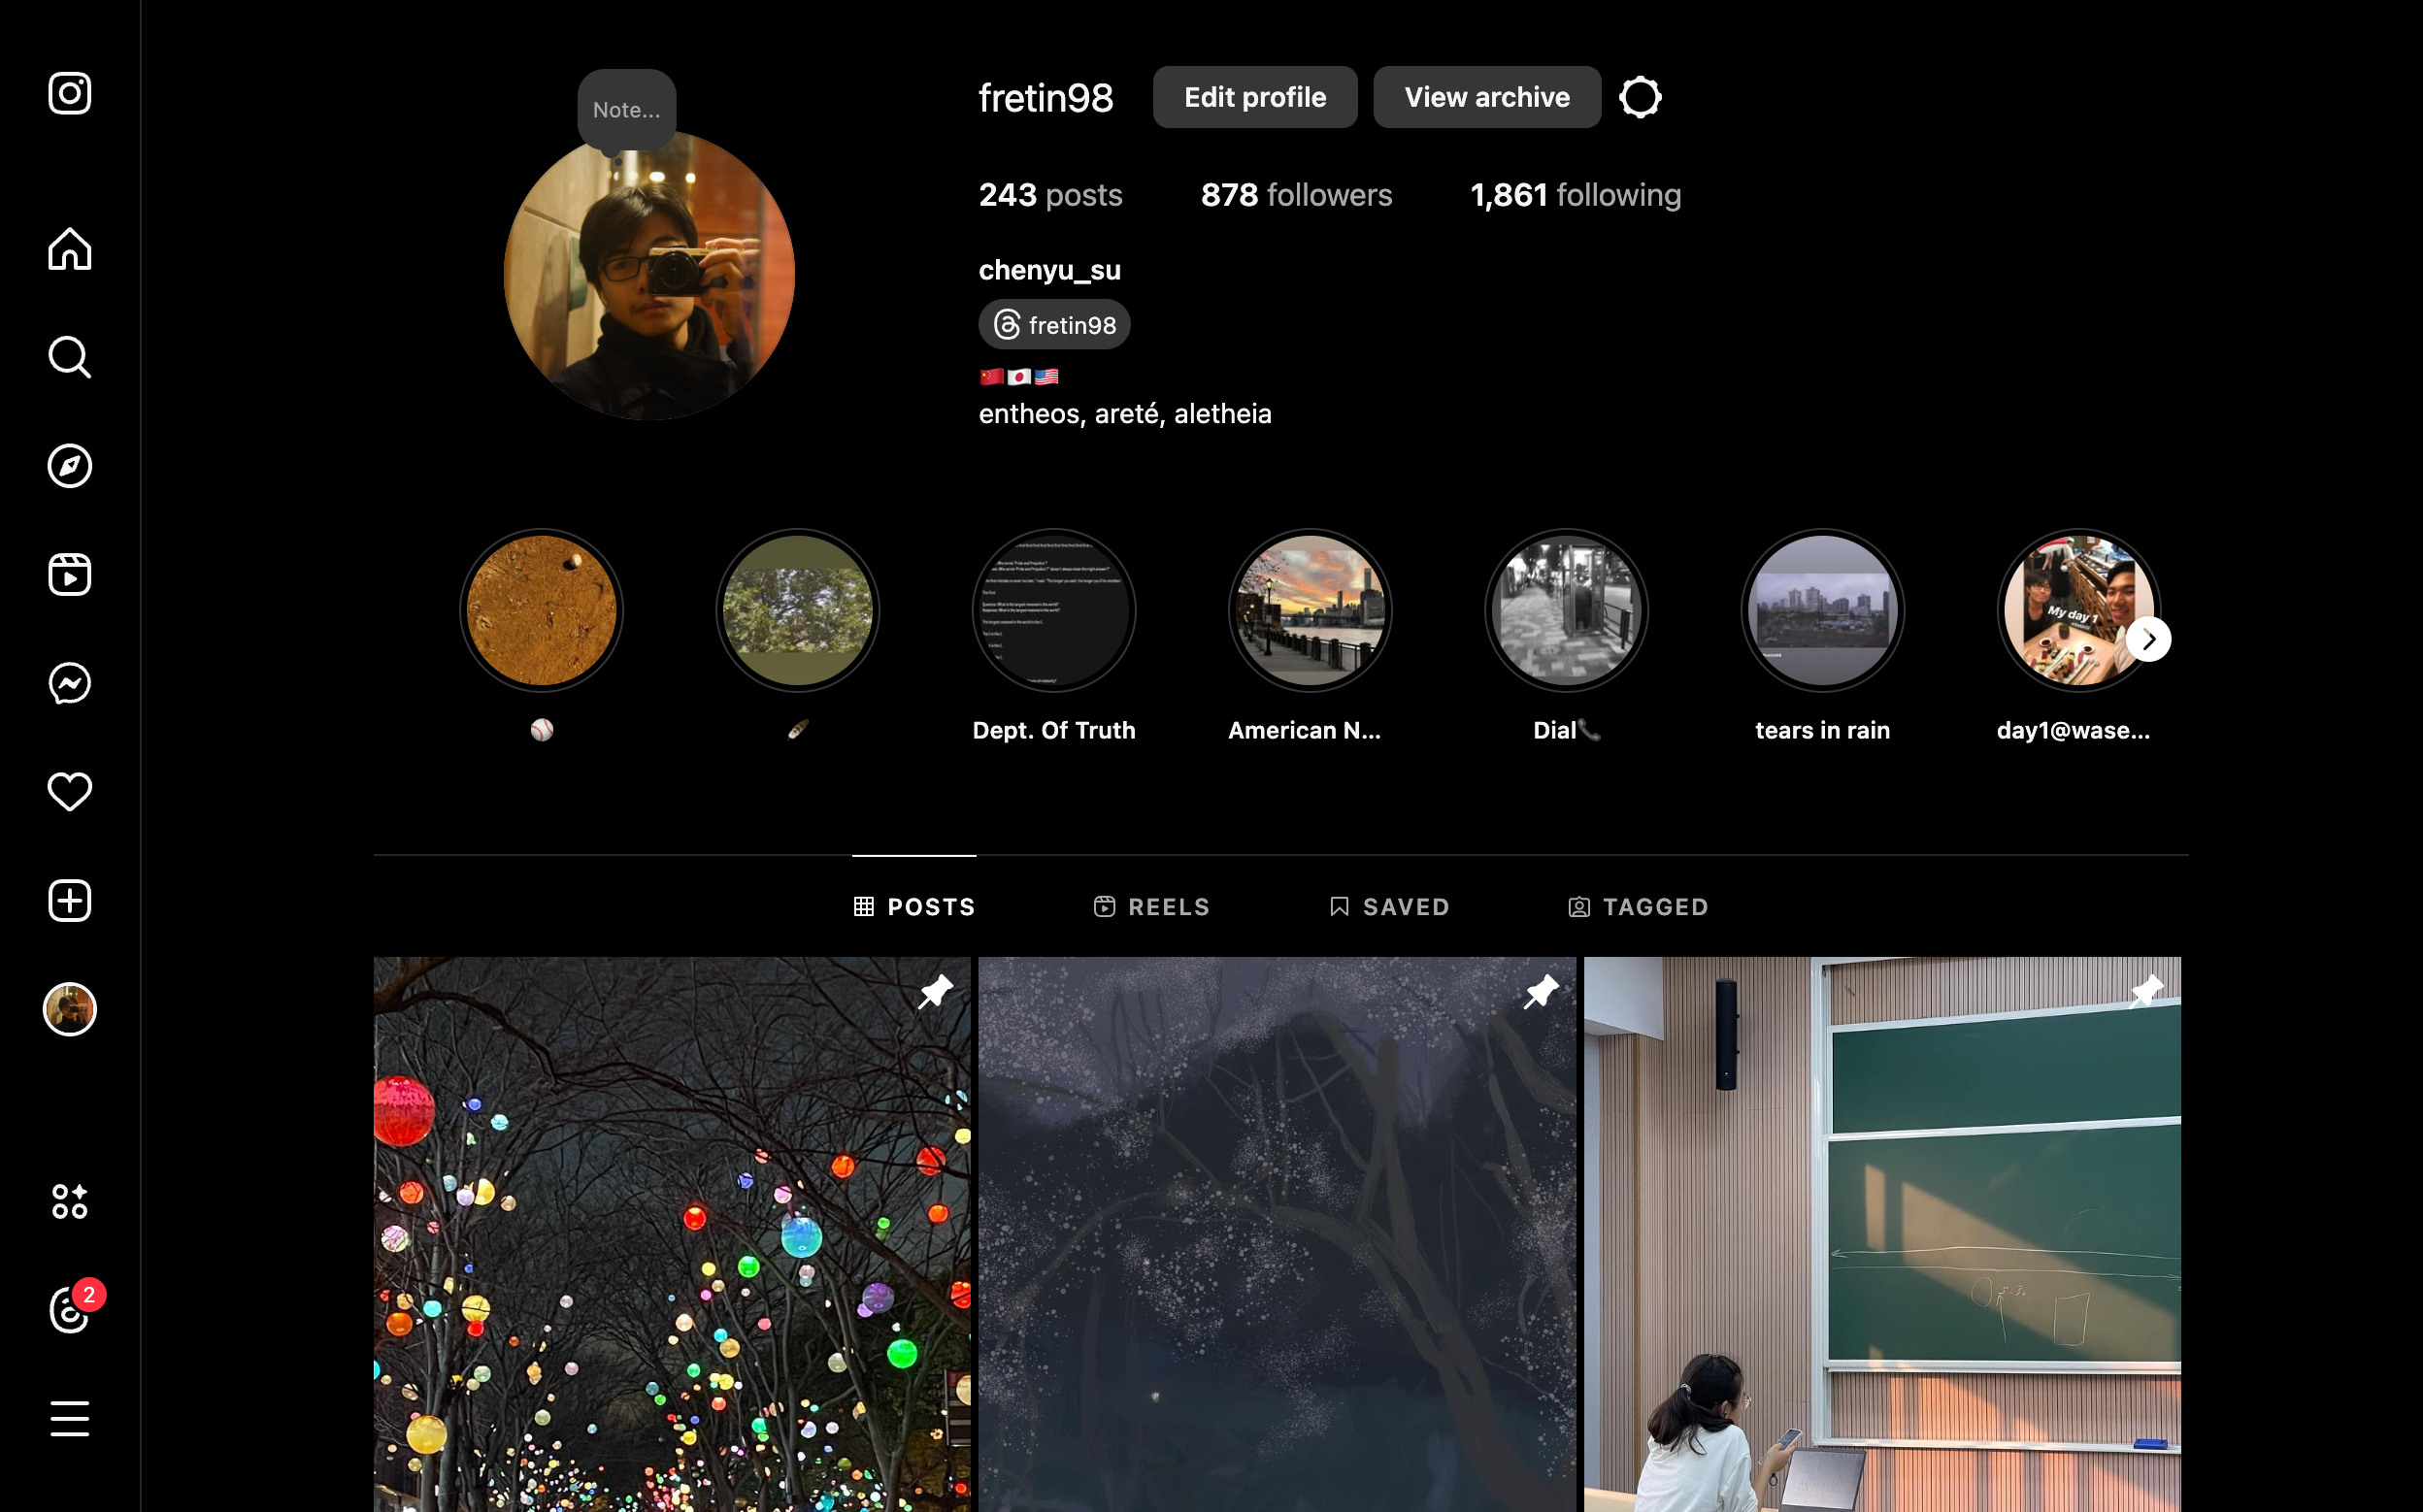 Note...
fretin98
Edit profile
View archive
243 posts
878 followers
1,861 following
chenyu_su
fretin98
entheos, areté, aletheia
My day 1
Dept. Of Truth
American N...
Dial
tears in rain
day1@wase...
POSTS
REELS
SAVED
TAGGED
2